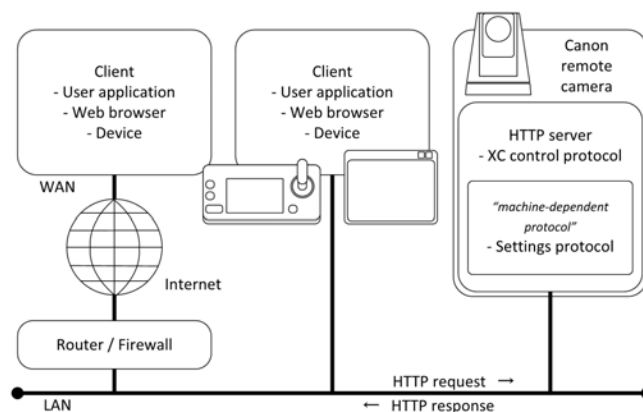 Client
- User application
- Web browser
- Device
WAN
Internet
Router / Firewall
LAN
Client
- User application
- Web browser
- Device
Canon
remote
camera
HTTP server
- XC control protocol
“machine-dependent
protocol”
- Settings protocol
HTTP request →
← HTTP response